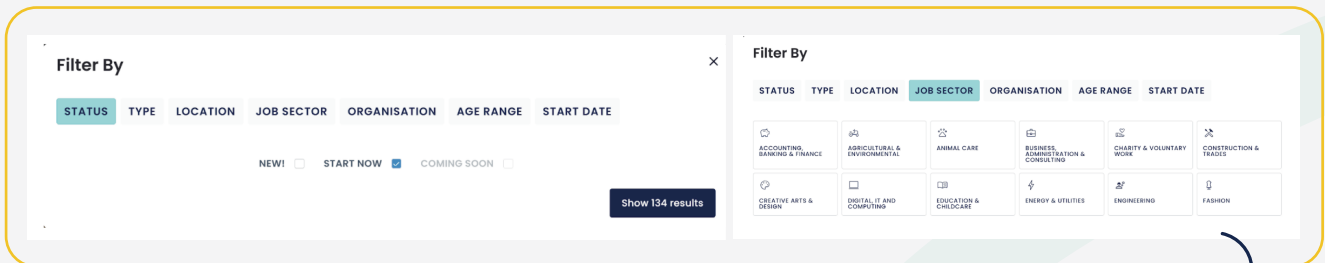 Filter By
STATUS TYPE LOCATION JOB SECTOR ORGANISATION AGE RANGE START DATE
NEW! START NOW COMING SOON
Show 134 results
Filter By
STATUS TYPE LOCATION JOB SECTOR ORGANISATION AGE RANGE START DATE
ACCOUNTING,
BANKING & FINANCE
AGRICULTURAL &
ENVIRONMENTAL
ANIMAL CARE
BUSINESS,
ADMINISTRATION &
CONSULTING
CHARITY & VOLUNTARY
WORK
CONSTRUCTION &
TRADES
CREATIVE ARTS &
DESIGN
DIGITAL, IT AND
COMPUTING
EDUCATION &
CHILDCARE
ENERGY & UTILITIES
ENGINEERING
FASHION